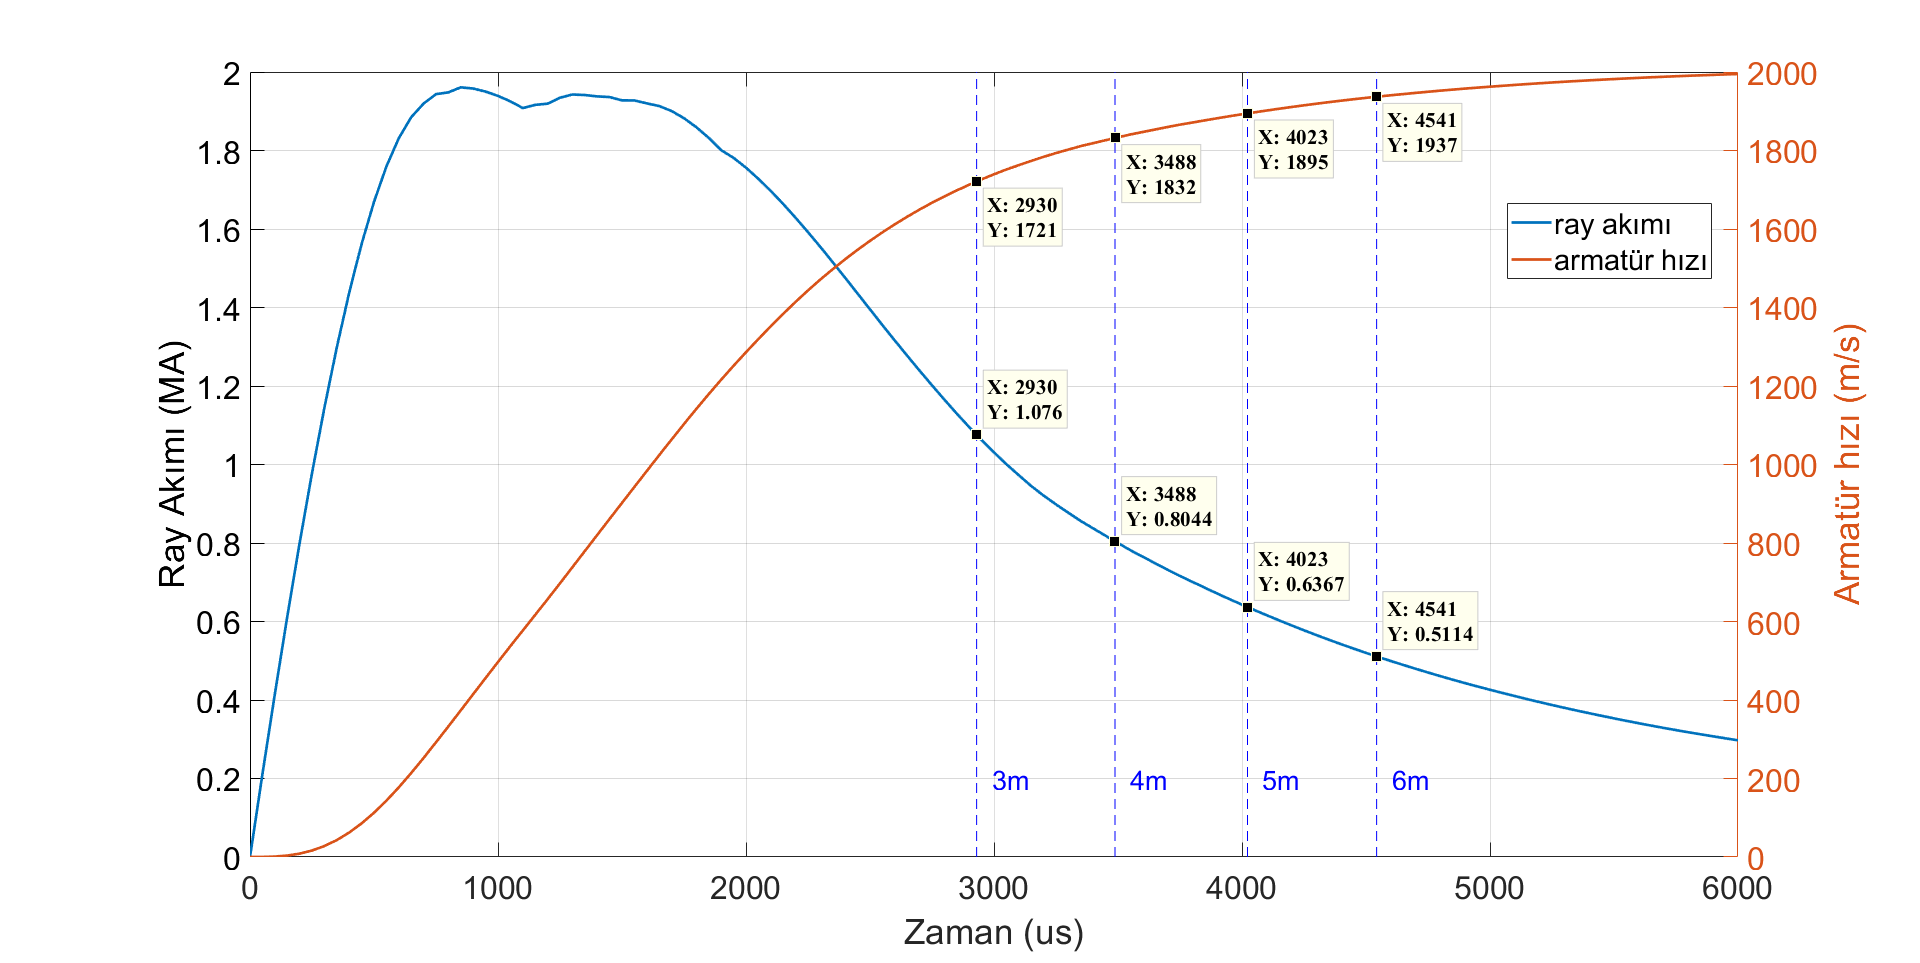 2
1.8
1.6
1.4
1.2
1
0.8
0.6
0.4
0.2
0
Ray Akımı (MA)
2000
1800
1600
1400
1200
1000
800
600
400
200
0
Armatür hızı (m/s)
0 1000 2000 3000 4000 5000 6000
Zaman (us)
ray akımı
armatür hızı
X: 2930
Y: 1721
X: 3488
Y: 1832
X: 4023
Y: 1895
X: 4541
Y: 1937
X: 2930
Y: 1.076
X: 3488
Y: 0.8044
X: 4023
Y: 0.6367
X: 4541
Y: 0.5114
3m 4m 5m 6m